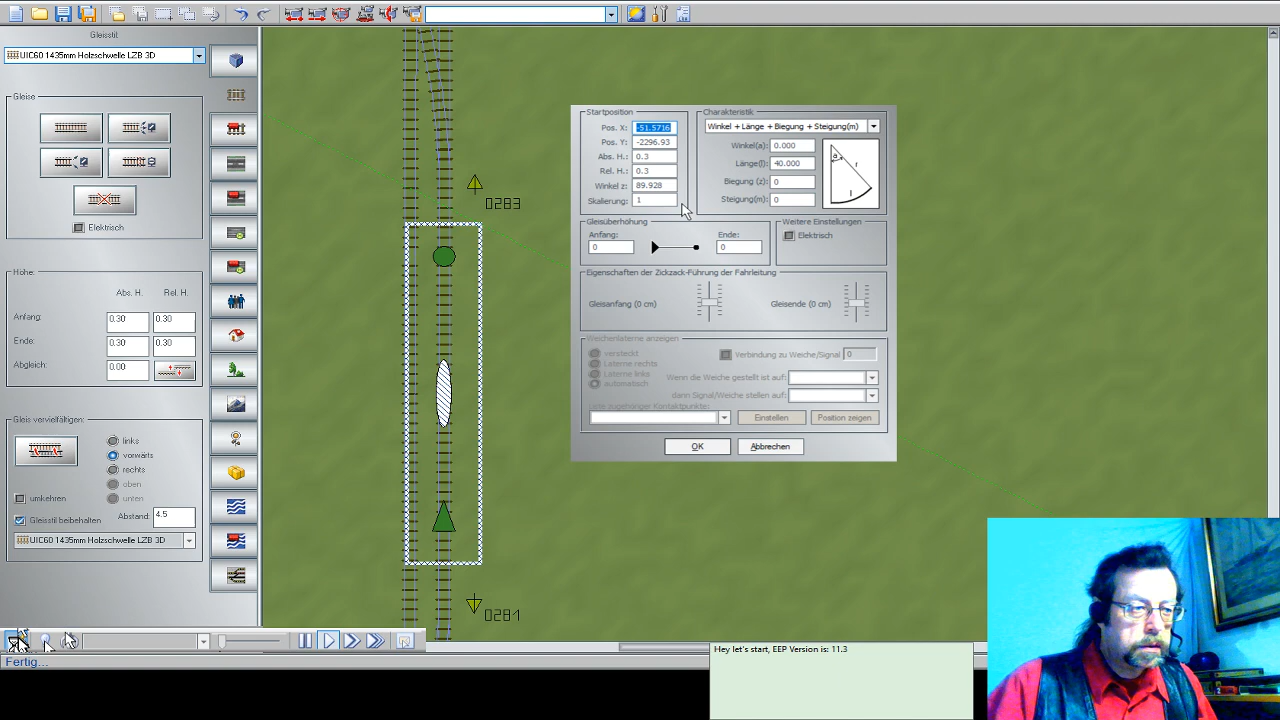 Gleisstil
UIC60 1435mm Holzschwelle LZB 3D
Gleise
Elektrisch
Höhe:
Abs. H.:
Rel. H.:
Anfang:
0.30
0.30
Ende:
0.30
0.30
Abgleich:
0.00
Gleis vervielfältigen:
links
vorwärts
rechts
oben
unten
umkehren
Gleisstil beibehalten
Abstand:
4.5
UIC60 1435mm Holzschwelle LZB 3D
Fertig...
0283
0281
Startposition
Pos. X:
-51.5716
Pos. Y:
-2296.93
Abs. H.:
0.3
Rel. H.:
0.3
Winkel z:
89.928
Skalierung:
1
Charakteristik
Winkel + Länge + Biegung + Steigung(m)
Winkel(a):
0.000
Länge(l):
40.000
Biegung (z):
0
Steigung(m):
0
a
r
l
Gleisüberhöhung
Anfang:
0
Ende:
0
Weitere Einstellungen
Elektrisch
Eigenschaften der Zickzack-Führung der Fahrleitung
Gleisanfang (0 cm)
Gleisende (0 cm)
Weichenlaterne anzeigen
versteckt
Laterne rechts
Laterne links
automatisch
Verbindung zu Weiche/Signal
0
Wenn die Weiche gestellt ist auf:
dann Signal/Weiche stellen auf:
Liste zugehöriger Kontaktpunkte:
Einstellen
Position zeigen
OK
Abbrechen
Hey let's start, EEP Version is: 11.3